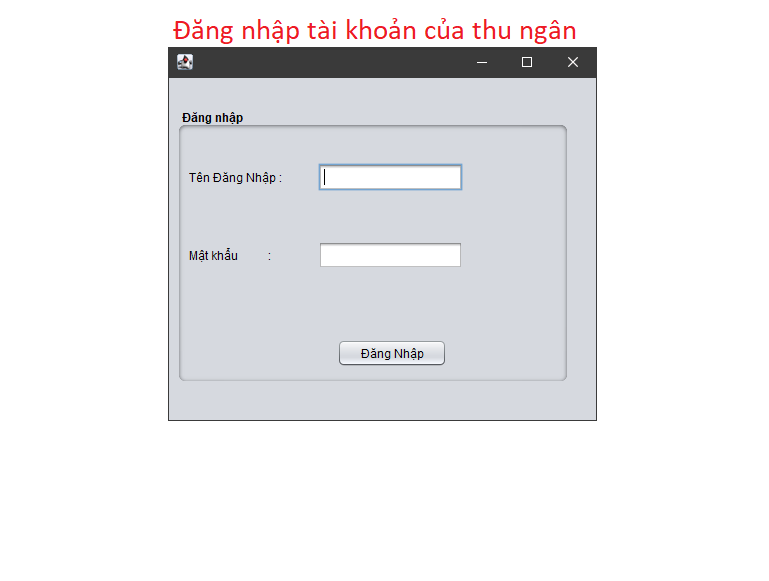 Đăng nhập tài khoản của thu ngân
Đăng nhập
Tên Đăng Nhập :
Mật khẩu :
Đăng Nhập